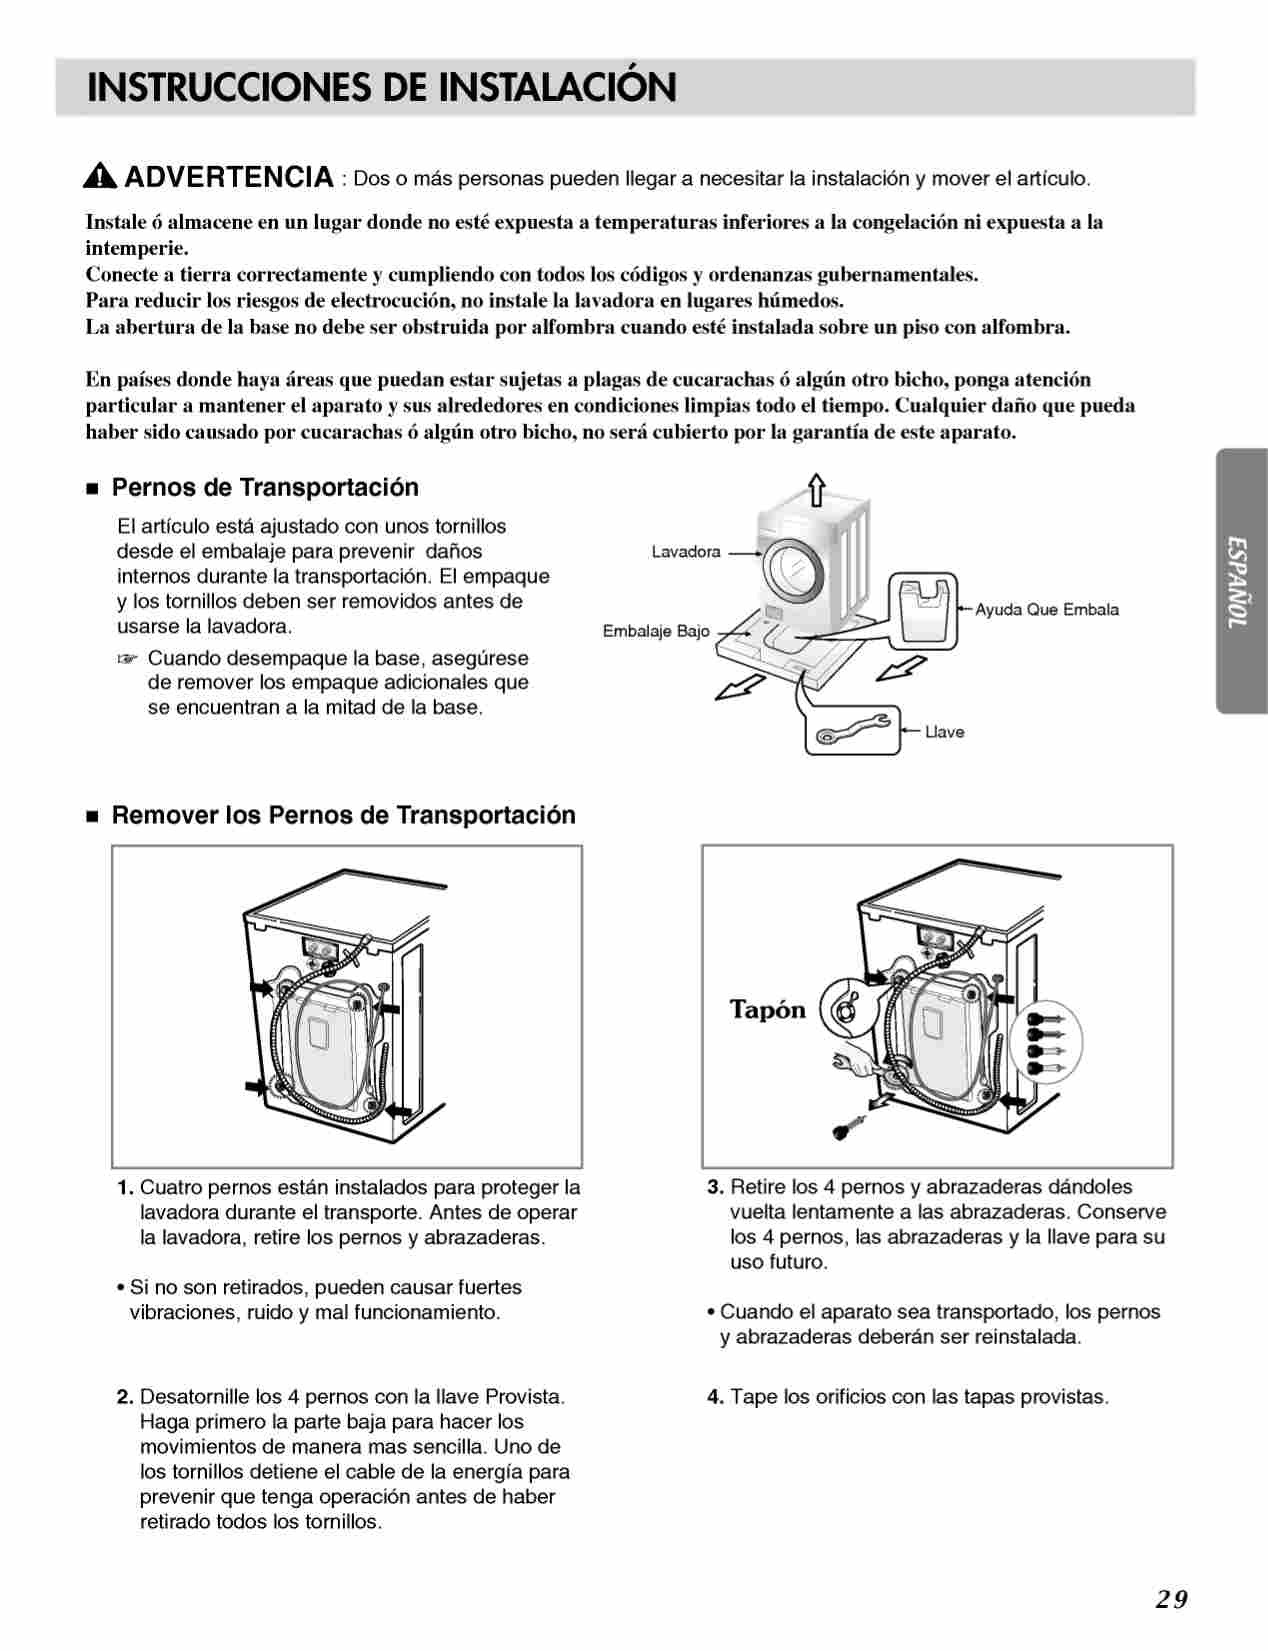 INSTRUCCIONES DE INSTALACIÓN
ADVERTENCIA : Dos o más personas pueden llegar a necesitar la instalación y mover el artículo.
Instale ó almacene en un lugar donde no esté expuesta a temperaturas inferiores a la congelación ni expuesta a la
intemperie.
Conecte a tierra correctamente y cumpliendo con todos los códigos y ordenanzas gubernamentales.
Para reducir los riesgos de electrocución, no instale la lavadora en lugares húmedos.
La abertura de la base no debe ser obstruida por alfombra cuando esté instalada sobre un piso con alfombra.
En países donde haya áreas que puedan estar sujetas a plagas de cucarachas ó algún otro bicho, ponga atención
particular a mantener el aparato y sus alrededores en condiciones limpias todo el tiempo. Cualquier daño que pueda
haber sido causado por cucarachas ó algún otro bicho, no será cubierto por la garantía de este aparato.
■ Pernos de Transportación
El artículo está ajustado con unos tornillos
desde el embalaje para prevenir daños
internos durante la transportación. El empaque
y los tornillos deben ser removidos antes de
usarse la lavadora.
☞ Cuando desempaque la base, asegúrese
de remover los empaque adicionales que
se encuentran a la mitad de la base.
Lavadora
Embalaje Bajo
Ayuda Que Embala
Llave
ESPAÑOL
■ Remover los Pernos de Transportación
Tapón
1. Cuatro pernos están instalados para proteger la
lavadora durante el transporte. Antes de operar
la lavadora, retire los pernos y abrazaderas.
• Si no son retirados, pueden causar fuertes
vibraciones, ruido y mal funcionamiento.
2. Desatornille los 4 pernos con la llave Provista.
Haga primero la parte baja para hacer los
movimientos de manera mas sencilla. Uno de
los tornillos detiene el cable de la energía para
prevenir que tenga operación antes de haber
retirado todos los tornillos.
3. Retire los 4 pernos y abrazaderas dándoles
vuelta lentamente a las abrazaderas. Conserve
los 4 pernos, las abrazaderas y la llave para su
uso futuro.
• Cuando el aparato sea transportado, los pernos
y abrazaderas deberán ser reinstalada.
4. Tape los orificios con las tapas provistas.
29